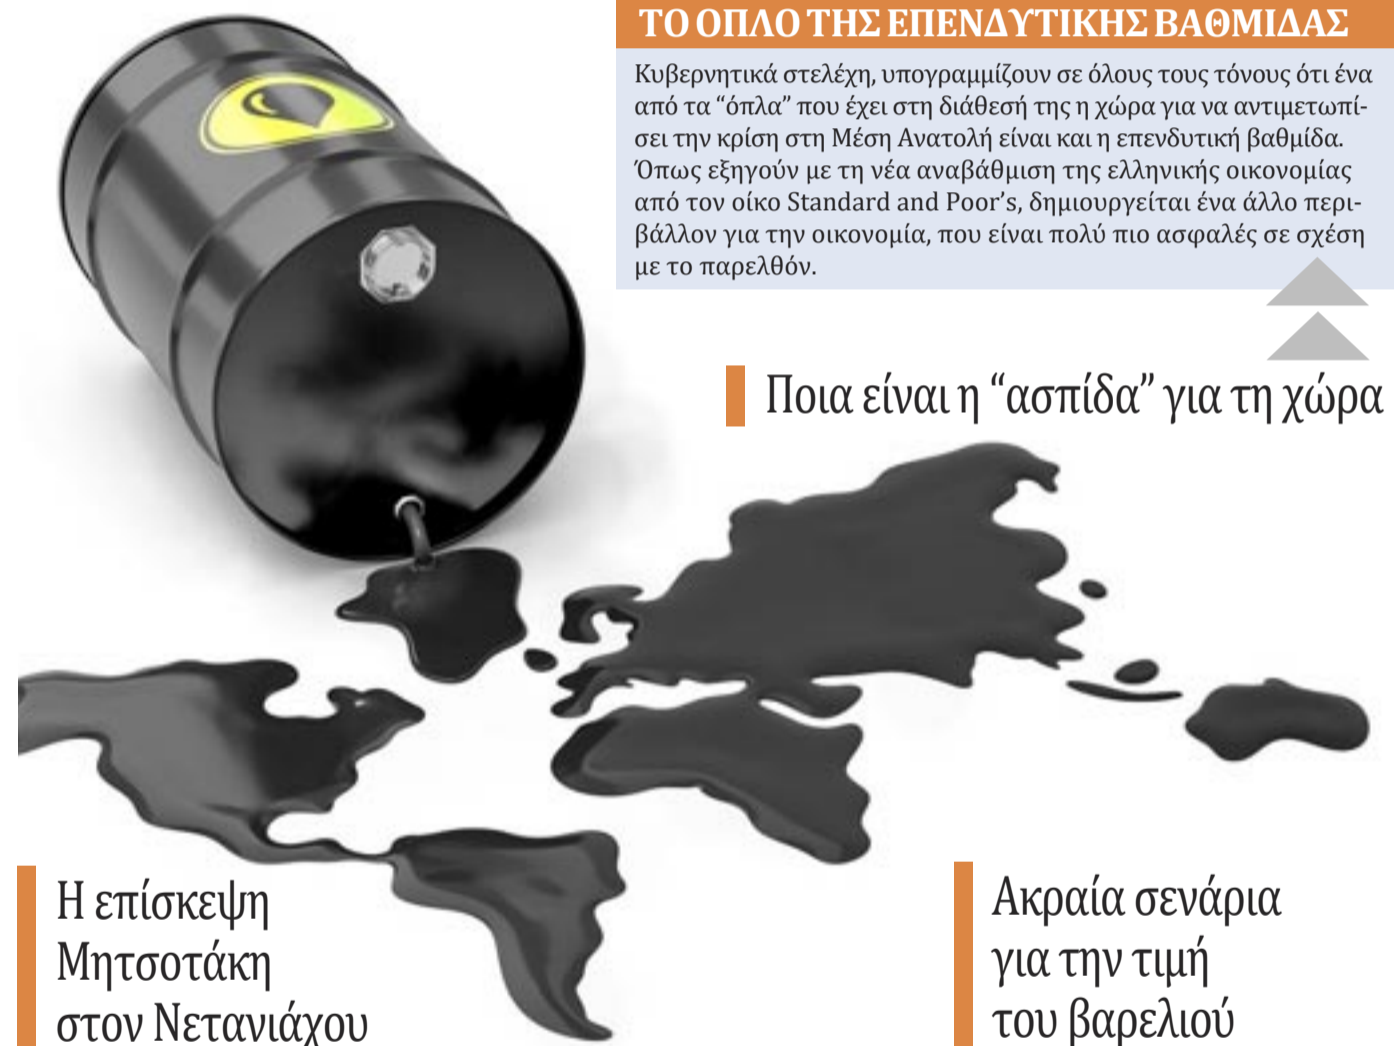 ΤΟ ΟΠΛΟ ΤΗΣ ΕΠΕΝΔΥΤΙΚΗΣ ΒΑΘΜΙΔΑΣ
Κυβερνητικά στελέχη, υπογραμμίζουν σε όλους τους τόνους ότι ένα
από τα “όπλα” που έχει στη διάθεσή της η χώρα για να αντιμετωπί-
σει την κρίση στη Μέση Ανατολή είναι και η επενδυτική βαθμίδα.
Όπως εξηγούν με τη νέα αναβάθμιση της ελληνικής οικονομίας
από τον οίκο Standard and Poor’s, δημιουργείται ένα άλλο περι-
βάλλον για την οικονομία, που είναι πολύ πιο ασφαλές σε σχέση
με το παρελθόν.
Ποια είναι η “ασπίδα” για τη χώρα
Η επίσκεψη
Μητσοτάκη
στον Νετανιάχου
Ακραία σενάρια
για την τιμή
του βαρελιού